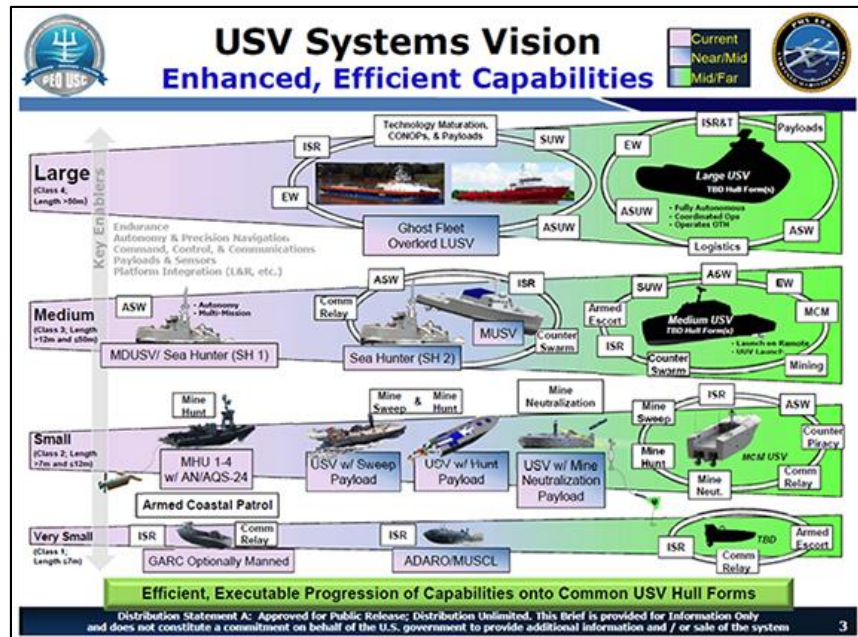 USV Systems Vision
Enhanced, Efficient Capabilities
PEO USC
Current
Near/Mid
Mid/Far
PMS 406
Key Enablers
Endurance
Autonomy & Precision Navigation
Command, Control, & Communications
Payloads & Sensors
Platform Integration (L&R, etc.)
Large
(Class 4;
Length >50m)
Technology Maturation,
CONOPs, & Payloads
ISR
SUW
EW
ASUW
Ghost Fleet
Overlord LUSV
ISR&T
Payloads
EW
Large USV
TBD Hull Form(s)
• Fully Autonomous
• Coordinated Ops
• Operates OTH
ASUW
ASW
Logistics
Medium
(Class 3; Length
>12m and ≤50m)
ASW
• Autonomy
• Multi-Mission
MDUSV/ Sea Hunter (SH 1)
ASW
ISR
Comm
Relay
MUSV
Counter
Swarm
Sea Hunter (SH 2)
ASW
SUW
EW
Armed
Escort
Medium USV
TBD Hull Form(s)
MCM
• Launch on Remote
• UUV Launch
ISR
Counter
Swarm
Mining
Small
(Class 2; Length
>7m and ≤12m)
Mine
Hunt
MHU 1-4
w/ AN/AQS-24
Mine
Sweep
&
Mine
Hunt
USV w/ Sweep
Payload
USV w/ Hunt
Payload
Mine
Neutralization
USV w/ Mine
Neutralization
Payload
ISR
Mine
Sweep
ASW
Counter
Piracy
Mine
Hunt
MCM USV
Comm
Relay
Mine
Neut.
Armed Coastal Patrol
Very Small
(Class 1;
Length ≤7m)
ISR
Comm
Relay
GARC Optionally Manned
ISR
ADARO/MUSCL
TBD
Armed
Escort
ISR
Comm
Relay
Efficient, Executable Progression of Capabilities onto Common USV Hull Forms
Distribution Statement A: Approved for Public Release; Distribution Unlimited. This Brief is provided for Information Only
and does not constitute a commitment on behalf of the U.S. government to provide additional information and / or sale of the system
3